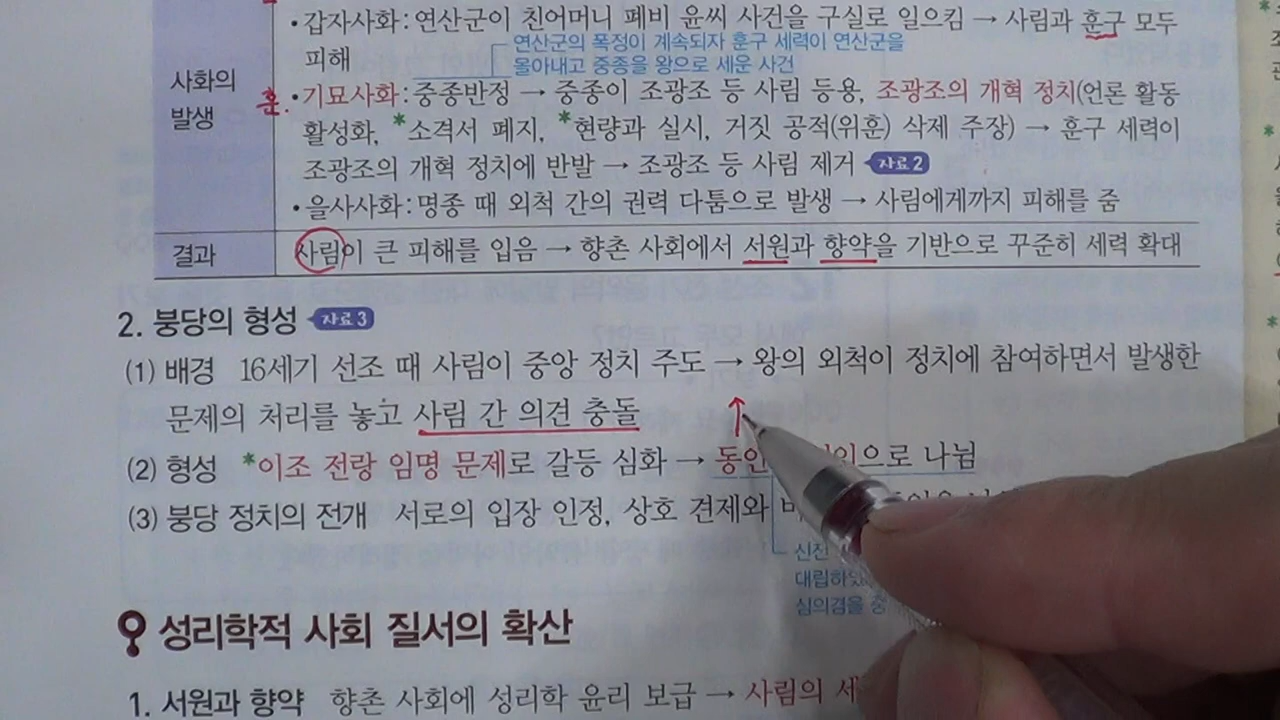 • 갑자사화: 연산군이 친어머니 폐비 윤씨 사건을 구실로 일으킴 → 사림과 훈구 모두
피해
연산군의 폭정이 계속되자 훈구 세력이 연산군을
몰아내고 중종을 왕으로 세운 사건
사화의
발생
훈.
• 기묘사화: 중종반정 → 중종이 조광조 등 사림 등용, 조광조의 개혁 정치(언론 활동
활성화, *소격서 폐지, *현량과 실시, 거짓 공적(위훈) 삭제 주장) → 훈구 세력이
조광조의 개혁 정치에 반발 → 조광조 등 사림 제거 자료2
• 을사사화: 명종 때 외척 간의 권력 다툼으로 발생 → 사림에게까지 피해를 줌
결과
사림이 큰 피해를 입음 → 향촌 사회에서 서원과 향약을 기반으로 꾸준히 세력 확대
2. 붕당의 형성 자료3
(1) 배경 16세기 선조 때 사림이 중앙 정치 주도 → 왕의 외척이 정치에 참여하면서 발생한
문제의 처리를 놓고 사림 간 의견 충돌
(2) 형성 *이조 전랑 임명 문제로 갈등 심화 → 동인 으로 나뉨
(3) 붕당 정치의 전개 서로의 입장 인정, 상호 견제와
신진
대립하
심의겸을 중
성리학적 사회 질서의 확산
1. 서원과 향약 향촌 사회에 성리학 윤리 보급 → 사림의 세